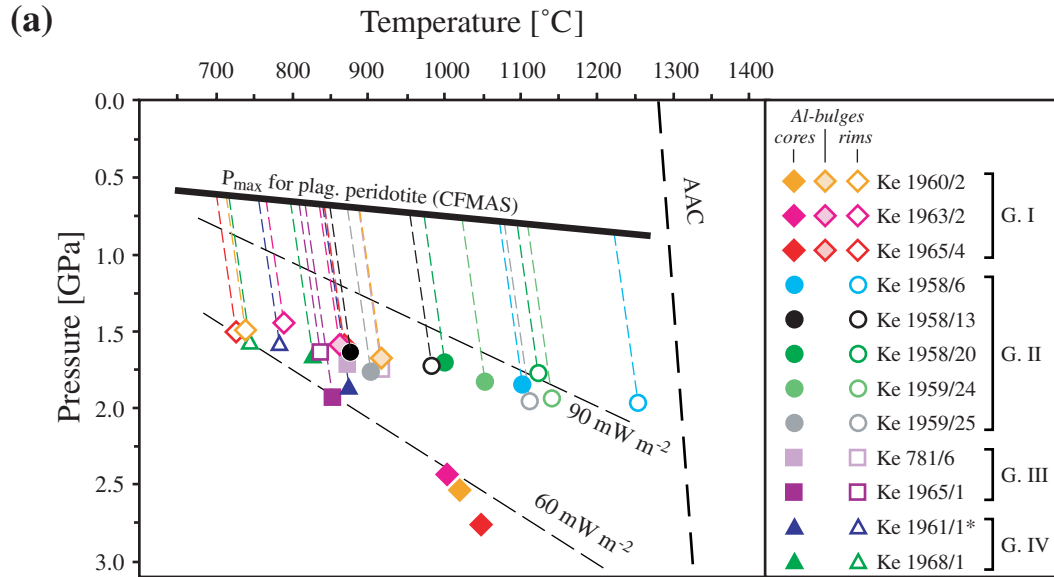 (a)
Temperature [˚C]
700 800 900 1000 1100 1200 1300 1400
Pressure [GPa]
0.0
0.5
1.0
1.5
2.0
2.5
3.0
Pmax for plag. peridotite (CFMAS)
AAC
90 mW m-2
60 mW m-2
Al-bulges
cores rims
Ke 1960/2
Ke 1963/2
Ke 1965/4
G. I
Ke 1958/6
Ke 1958/13
Ke 1958/20
Ke 1959/24
Ke 1959/25
G. II
Ke 781/6
Ke 1965/1
G. III
Ke 1961/1*
Ke 1968/1
G. IV